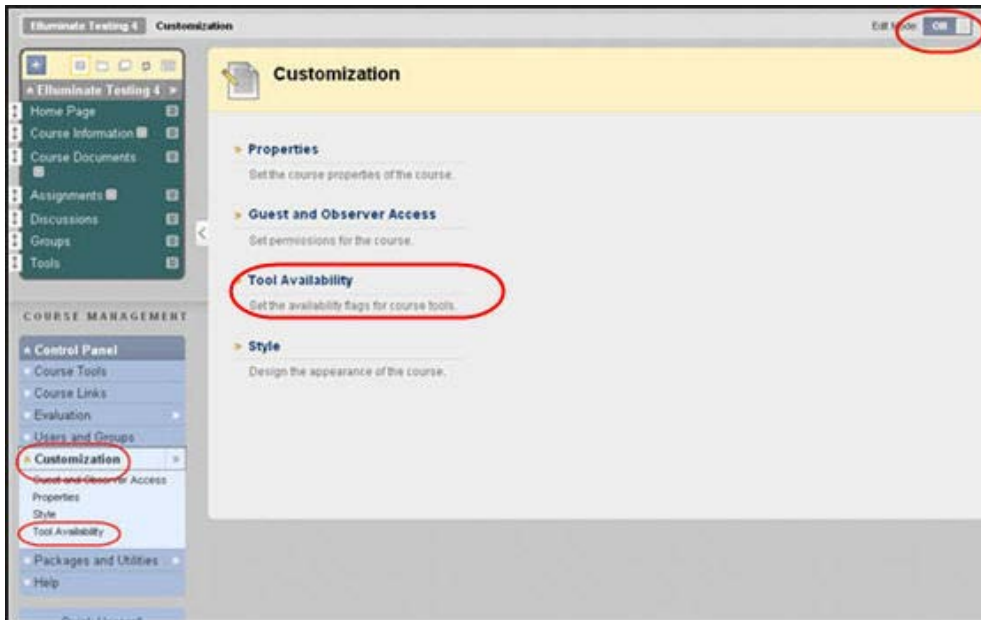 Elluminate Testing 4 Customization
Edit Mode:
Customization
Elluminate Testing 4
Home Page
Course Information
Course Documents
Assignments
Discussions
Groups
Tools
COURSE MANAGEMENT
Control Panel
Course Tools
Course Links
Evaluation
Users and Groups
Customization
Guest and Observer Access
Properties
Style
Tool Availability
Packages and Utilities
Help
Properties
Set the course properties of the course.
Guest and Observer Access
Set permissions for the course.
Tool Availability
Set the availability flags for course tools.
Style
Design the appearance of the course.